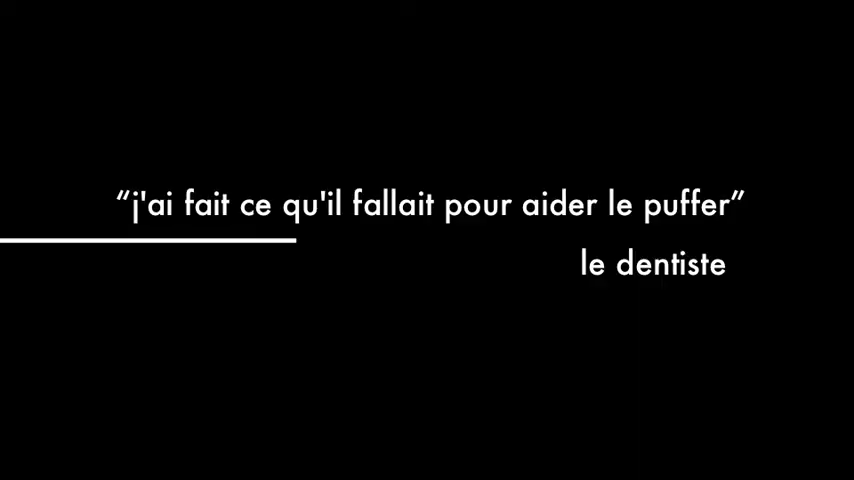 “j'ai fait ce qu'il fallait pour aider le puffer”
le dentiste